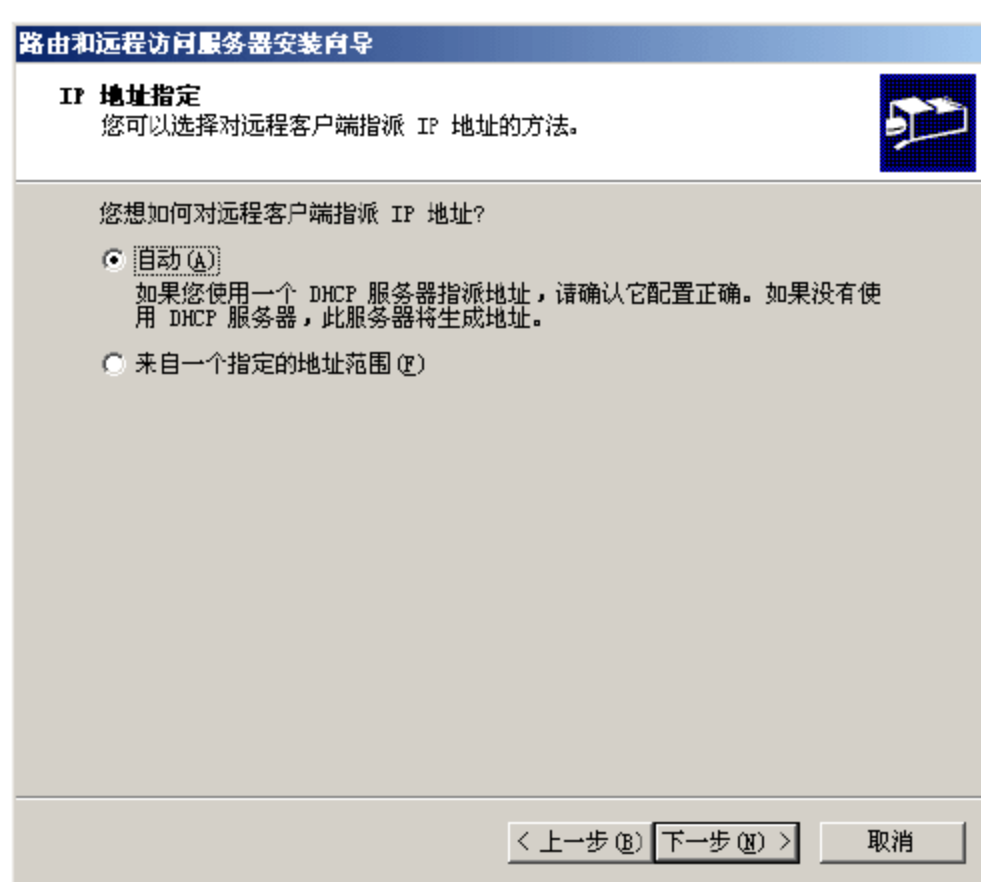 路由和远程访问服务器安装向导
IP 地址指定
您可以选择对远程客户端指派 IP 地址的方法。
您想如何对远程客户端指派 IP 地址?
自动(A)
如果您使用一个 DHCP 服务器指派地址，请确认它配置正确。如果没有使
用 DHCP 服务器，此服务器将生成地址。
来自一个指定的地址范围(F)
< 上一步(B) 下一步(N) > 取消